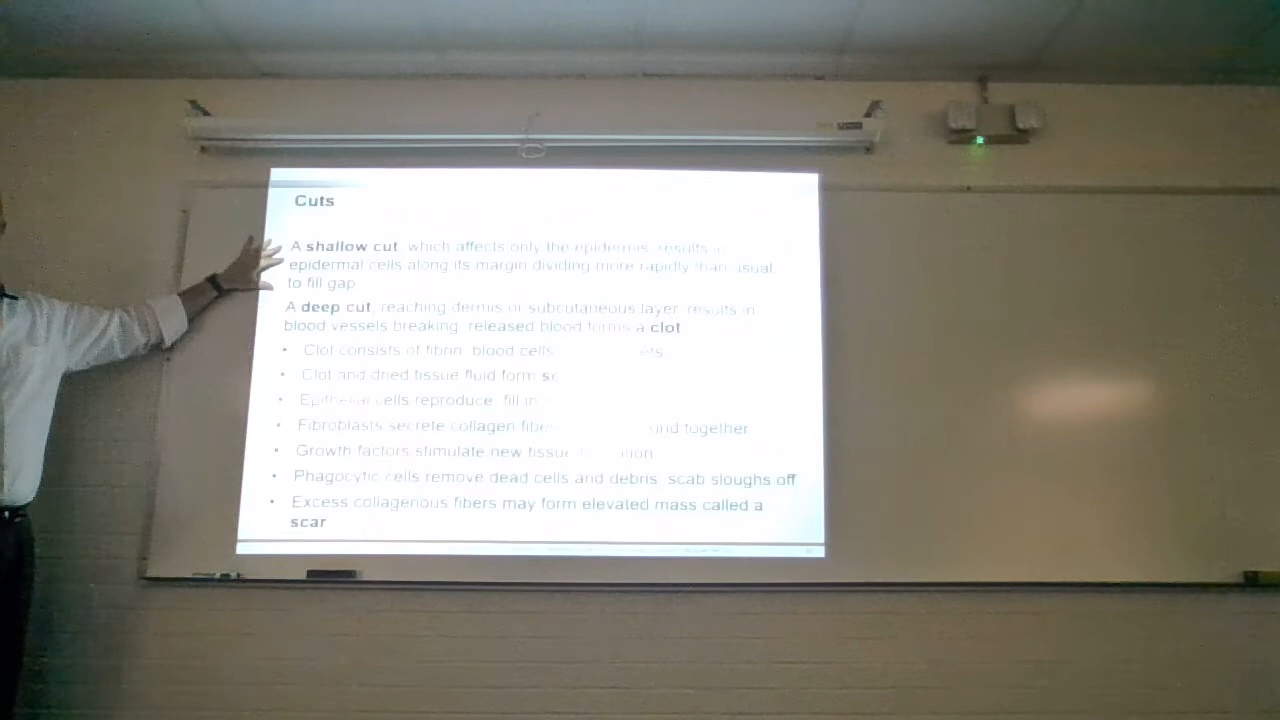 Cuts
A shallow cut, which affects only the epidermis, results in
epidermal cells along its margin dividing more rapidly than usual
to fill gap
A deep cut, reaching dermis or subcutaneous layer, results in
blood vessels breaking; released blood forms a clot
• Clot consists of fibrin, blood cells
• Clot and dried tissue fluid form
• Epithelial cells reproduce, fill in
• Fibroblasts secrete collagen together
• Growth factors stimulate new tissue
• Phagocytic cells remove dead cells and debris, scab sloughs off
• Excess collagenous fibers may form elevated mass called a
scar